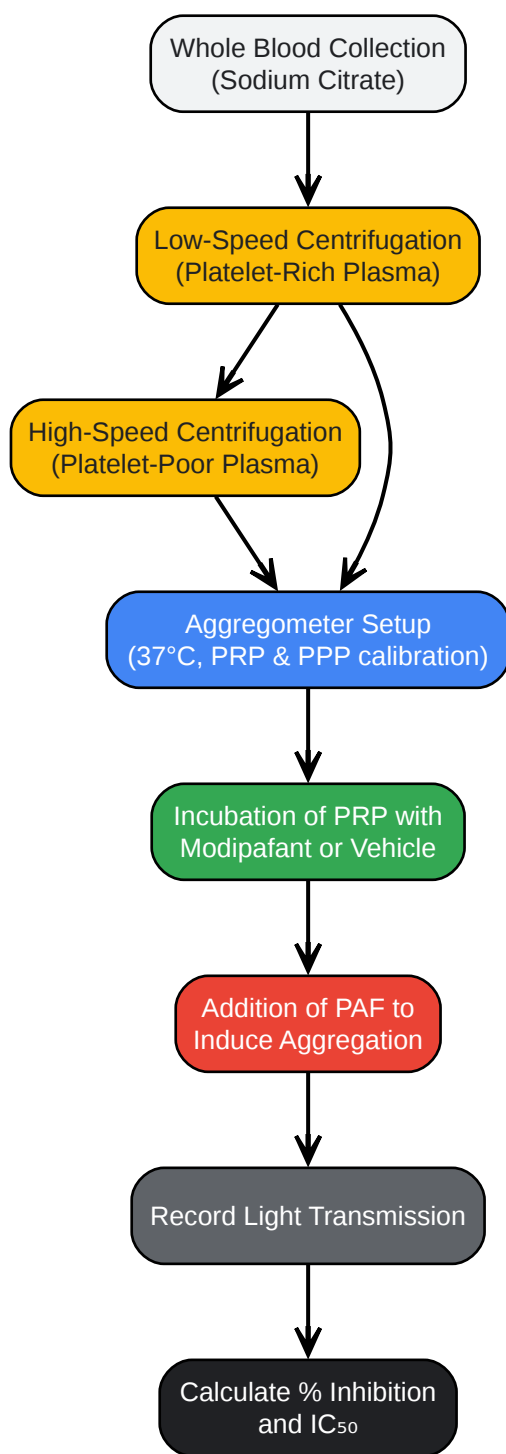 Whole Blood Collection
(Sodium Citrate)
Low-Speed Centrifugation
(Platelet-Rich Plasma)
High-Speed Centrifugation
(Platelet-Poor Plasma)
Aggregometer Setup
(37°C, PRP & PPP calibration)
Incubation of PRP with
Modipafant or Vehicle
Addition of PAF to
Induce Aggregation
Record Light Transmission
Calculate % Inhibition
and IC₅₀